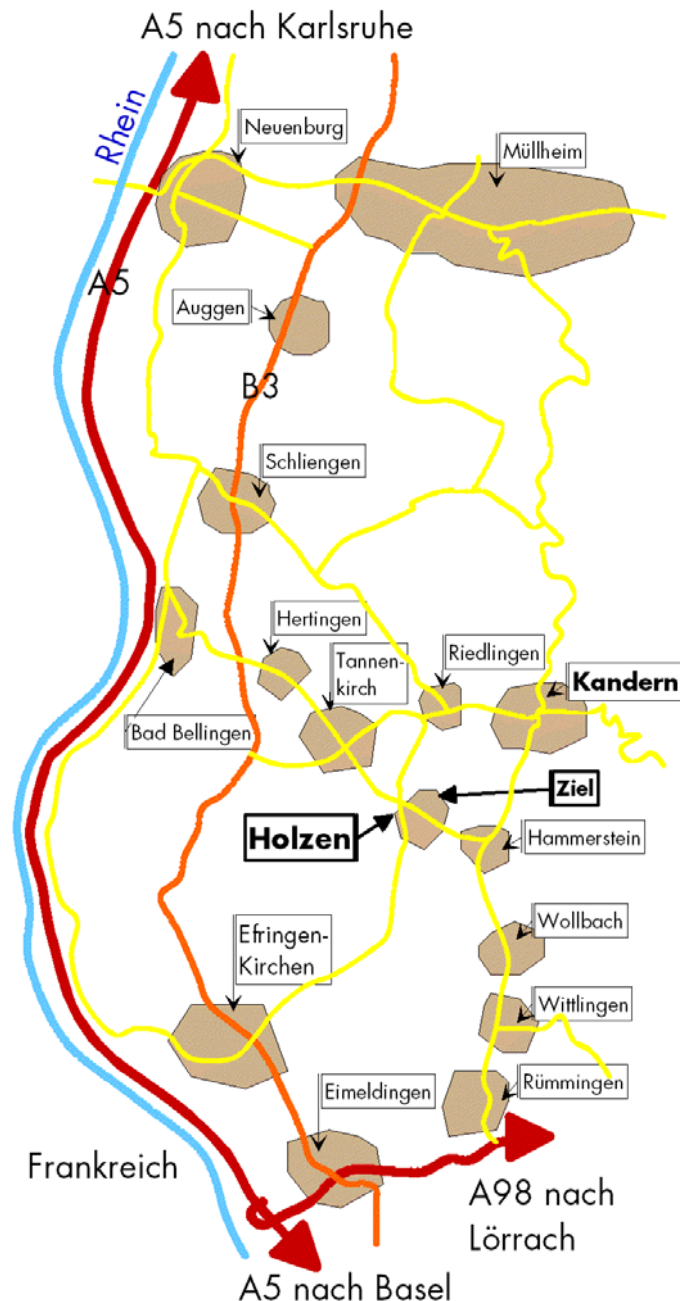 A5 nach Karlsruhe
Rhein
Neuenburg
Müllheim
A5
Auggen
B3
Schliengen
Hertingen
Tannen-
kirch
Riedlingen
Kandern
Bad Bellingen
Ziel
Holzen
Hammerstein
Wollbach
Efringen-
Kirchen
Wittlingen
Rümmingen
Eimeldingen
Frankreich
A98 nach
Lörrach
A5 nach Basel